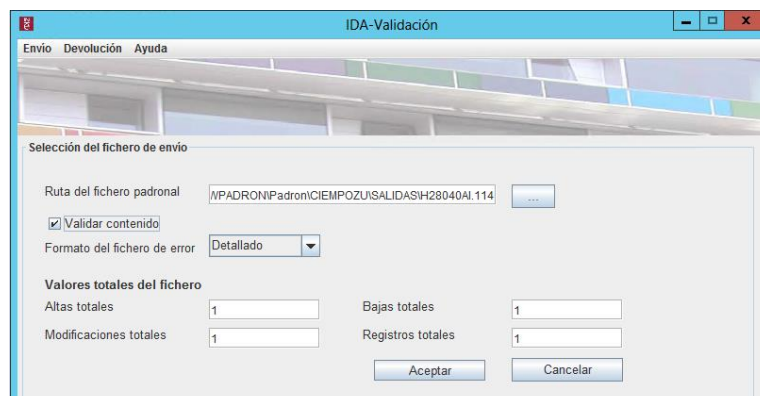 IDA-Validación
Envío Devolución Ayuda
Selección del fichero de envío
Ruta del fichero padronal
/VPADRON\Padron\CIEMPOZU\SALIDAS\H28040AI.114
...
Validar contenido
Formato del fichero de error
Detallado
Valores totales del fichero
Altas totales 1 Bajas totales 1
Modificaciones totales 1 Registros totales 1
Aceptar Cancelar